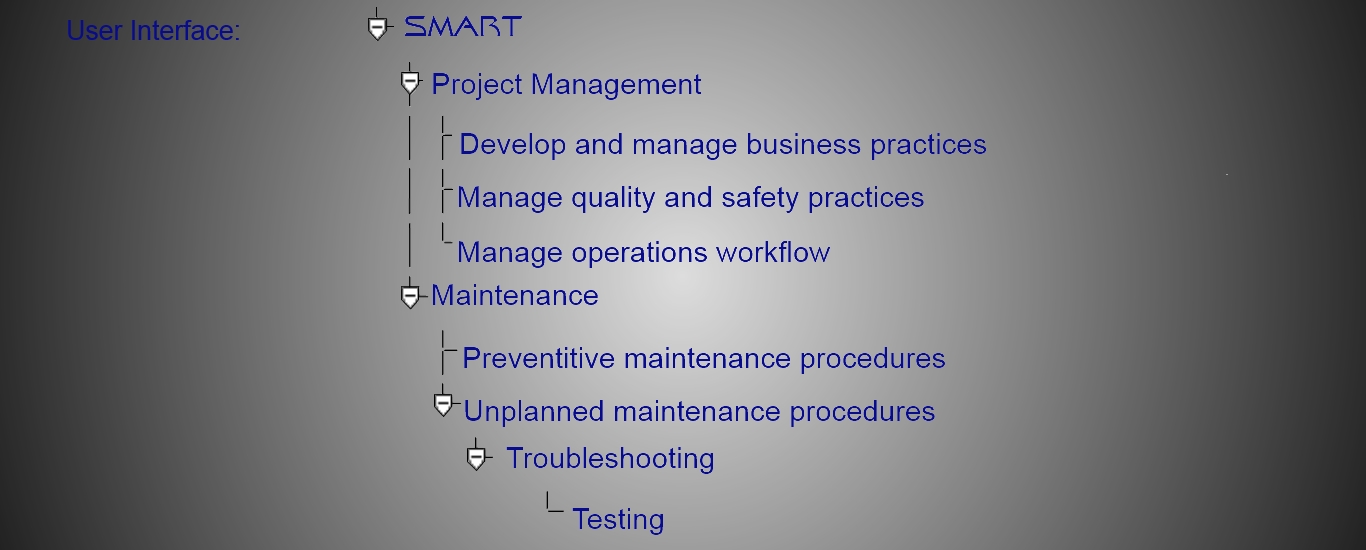 User Interface:
SMART
Project Management
Develop and manage business practices
Manage quality and safety practices
Manage operations workflow
Maintenance
Preventitive maintenance procedures
Unplanned maintenance procedures
Troubleshooting
Testing